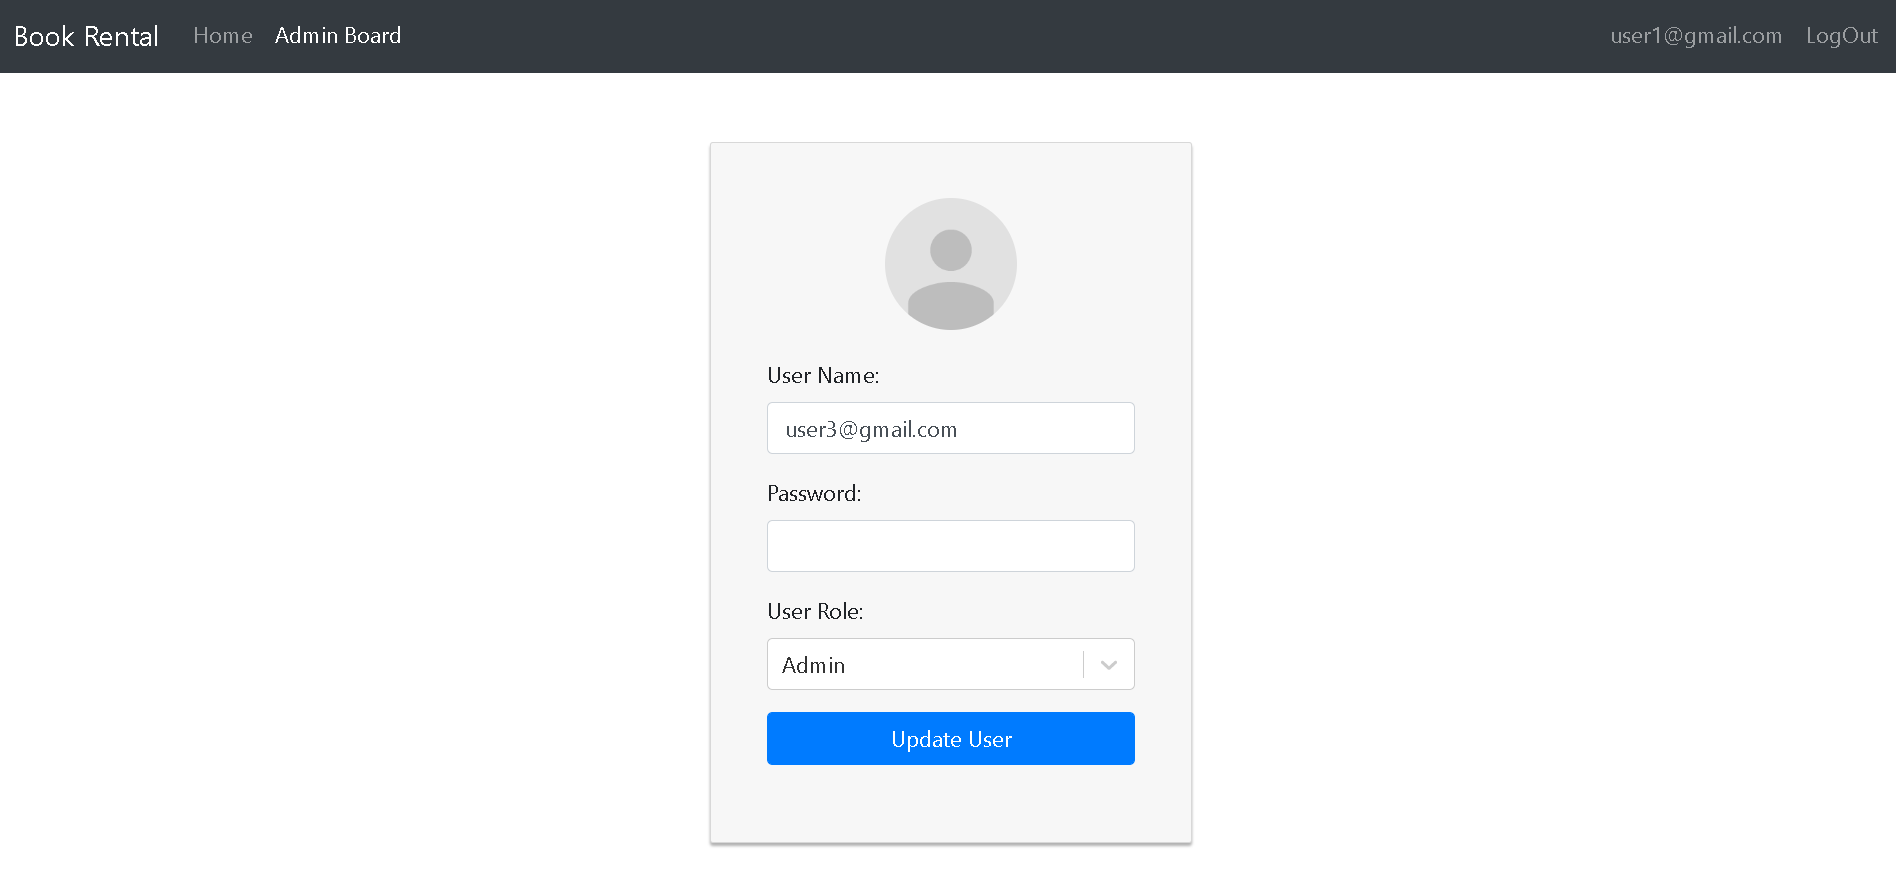 Book Rental Home Admin Board user1@gmail.com LogOut
User Name:
user3@gmail.com
Password:
User Role:
Admin
Update User